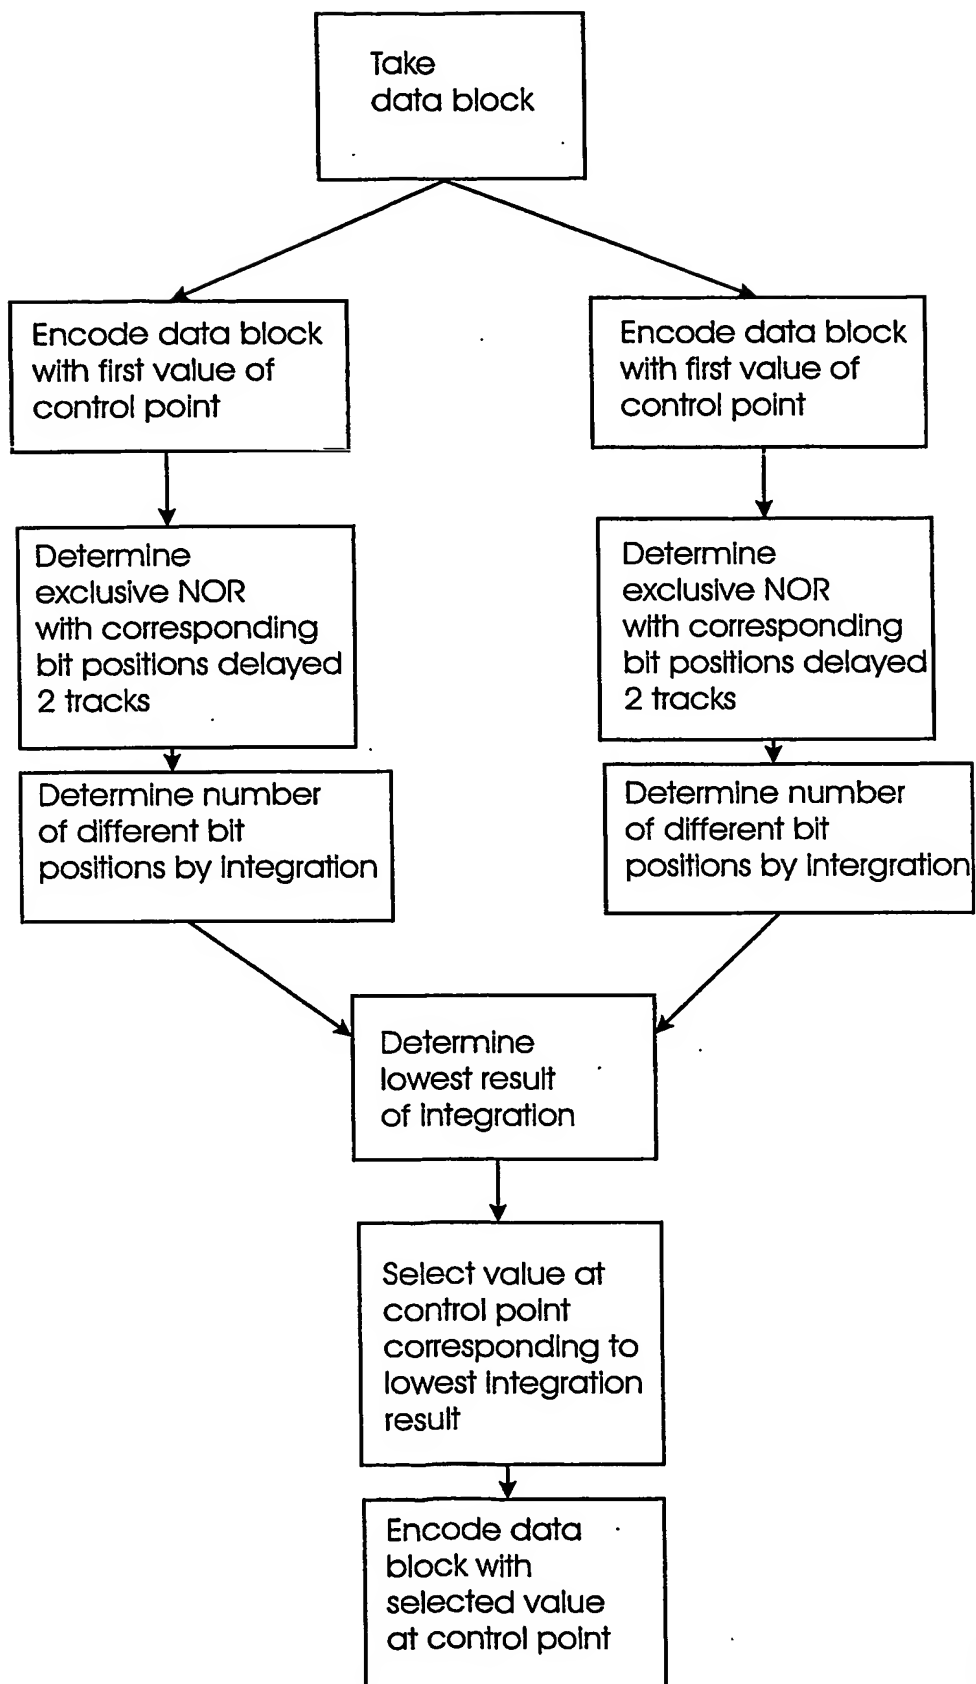 Take
data block
Encode data block
with first value of
control point
Encode data block
with first value of
control point
Determine
exclusive NOR
with corresponding
bit positions delayed
2 tracks
Determine
exclusive NOR
with corresponding
bit positions delayed
2 tracks
Determine number
of different bit
positions by integration
Determine number
of different bit
positions by intergration
Determine
lowest result
of integration
Select value at
control point
corresponding to
lowest integration
result
Encode data
block with
selected value
at control point